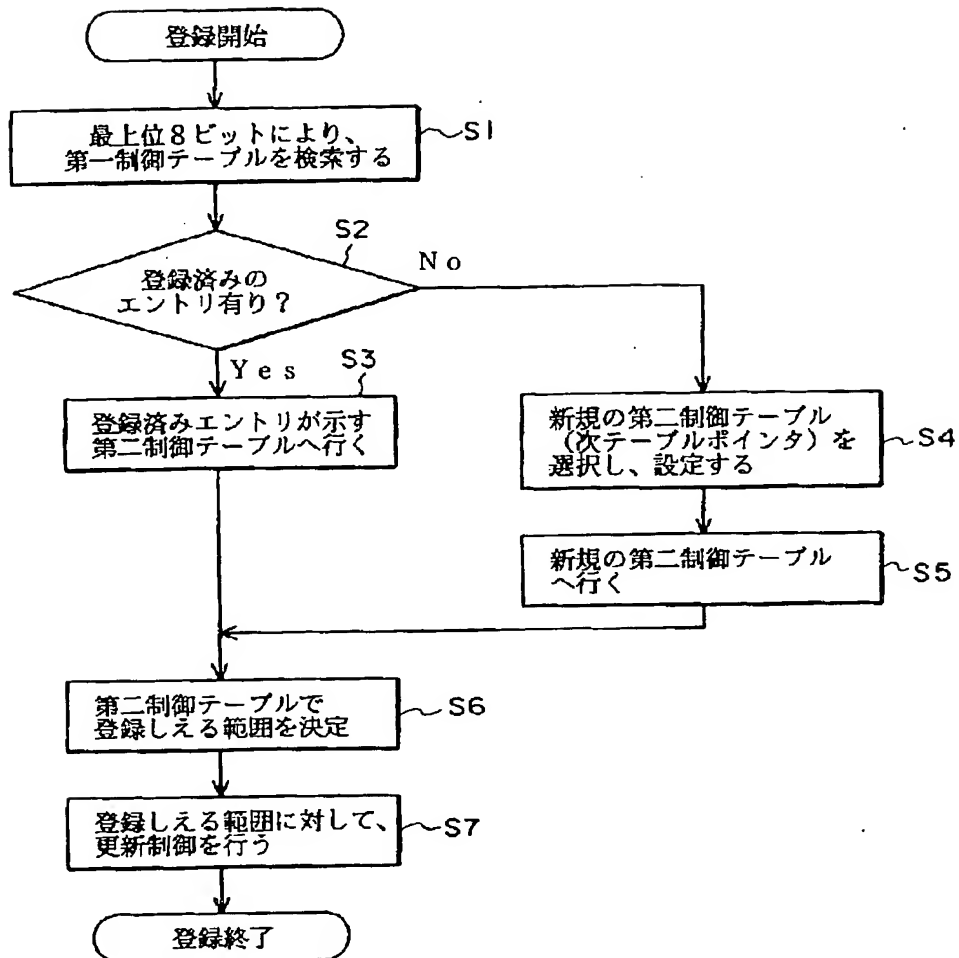 登録開始
最上位8ビットにより、
第一制御テーブルを検索する
S1
S2
登録済みの
エントリ有り?
No
Yes
S3
登録済みエントリが示す
第二制御テーブルへ行く
新規の第二制御テーブル
(次テーブルポインタ)を
選択し、設定する
S4
新規の第二制御テーブル
へ行く
S5
第二制御テーブルで
登録しえる範囲を決定
S6
登録しえる範囲に対して、
更新制御を行う
S7
登録終了